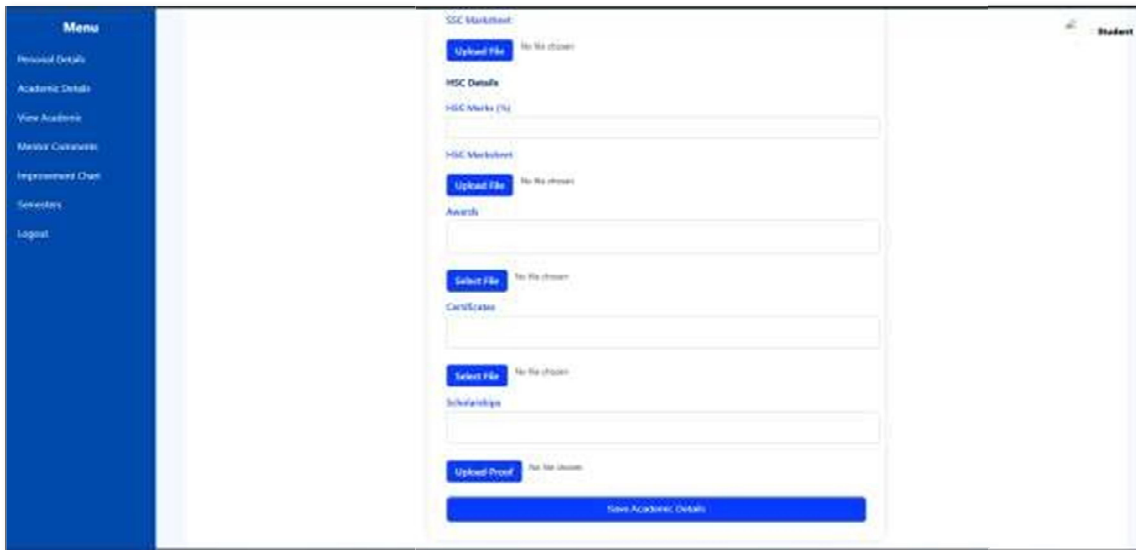 Menu
Personal Details
Academic Details
View Academic
Mentor Comments
Improvement Chart
Semesters
Logout
SSC Marksheet
Upload File No file chosen
HSC Details
HSC Marks (%)
HSC Marksheet
Upload File No file chosen
Awards
Select File No file chosen
Certificates
Select File No file chosen
Scholarships
Upload Proof No file chosen
Save Academic Details
Student